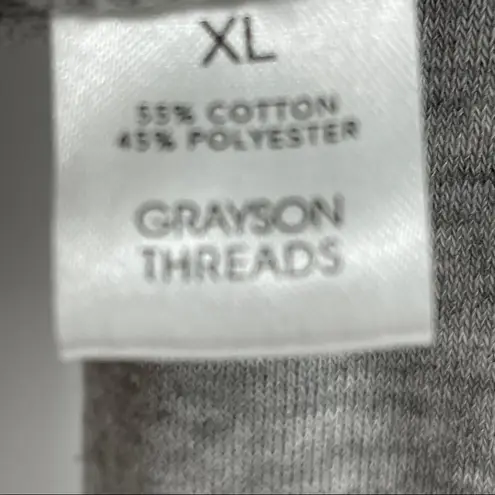 XL
55% COTTON
45% POLYESTER
GRAYSON
THREADS